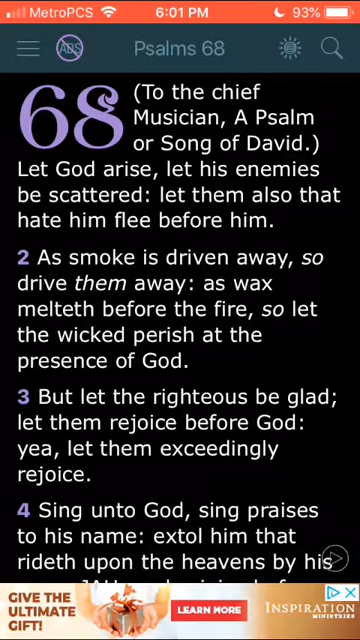 MetroPCS 6:01 PM 93%
ADS Psalms 68
68 (To the chief
Musician, A Psalm
or Song of David.)
Let God arise, let his enemies
be scattered: let them also that
hate him flee before him.
2 As smoke is driven away, so
drive them away: as wax
melteth before the fire, so let
the wicked perish at the
presence of God.
3 But let the righteous be glad;
let them rejoice before God:
yea, let them exceedingly
rejoice.
4 Sing unto God, sing praises
to his name: extol him that
rideth upon the heavens by his
GIVE THE
ULTIMATE
GIFT!
LEARN MORE
INSPIRATION
MINISTRIES